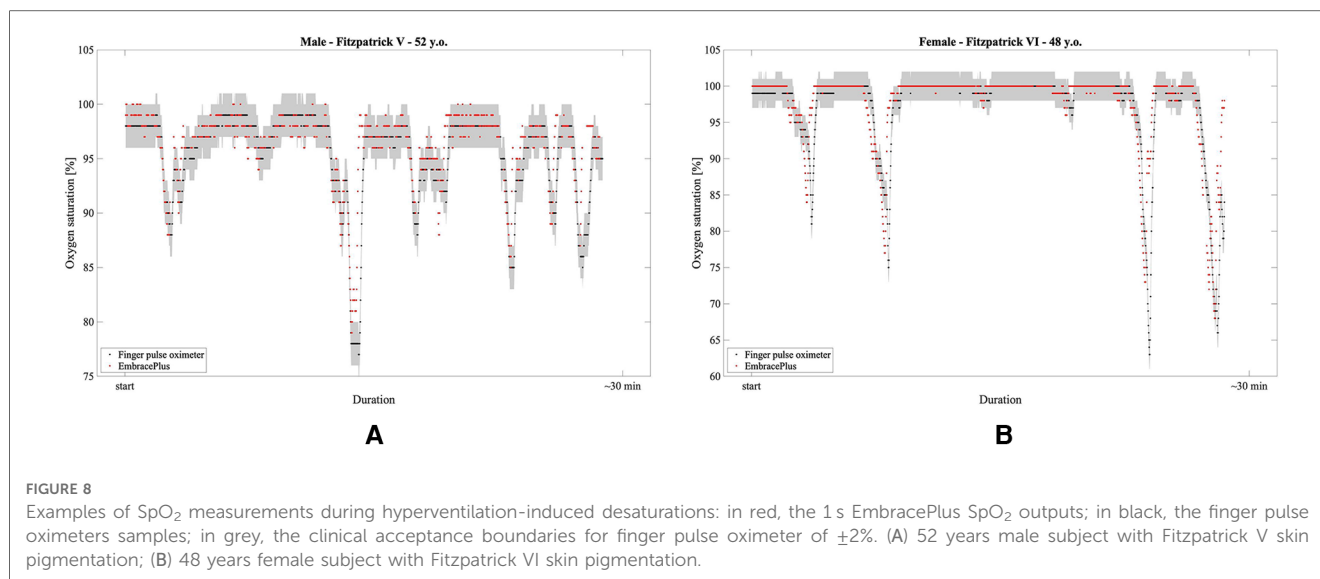 Male - Fitzpatrick V - 52 y.o.
105
100
95
90
85
80
75
Oxygen saturation [%]
Finger pulse oximeter
EmbracePlus
start
~30 min
Duration
A
Female - Fitzpatrick VI - 48 y.o.
105
100
95
90
85
80
75
70
65
60
Oxygen saturation [%]
Finger pulse oximeter
EmbracePlus
start
~30 min
Duration
B
FIGURE 8
Examples of SpO₂ measurements during hyperventilation-induced desaturations: in red, the 1 s EmbracePlus SpO₂ outputs; in black, the finger pulse
oximeters samples; in grey, the clinical acceptance boundaries for finger pulse oximeter of ±2%. (A) 52 years male subject with Fitzpatrick V skin
pigmentation; (B) 48 years female subject with Fitzpatrick VI skin pigmentation.